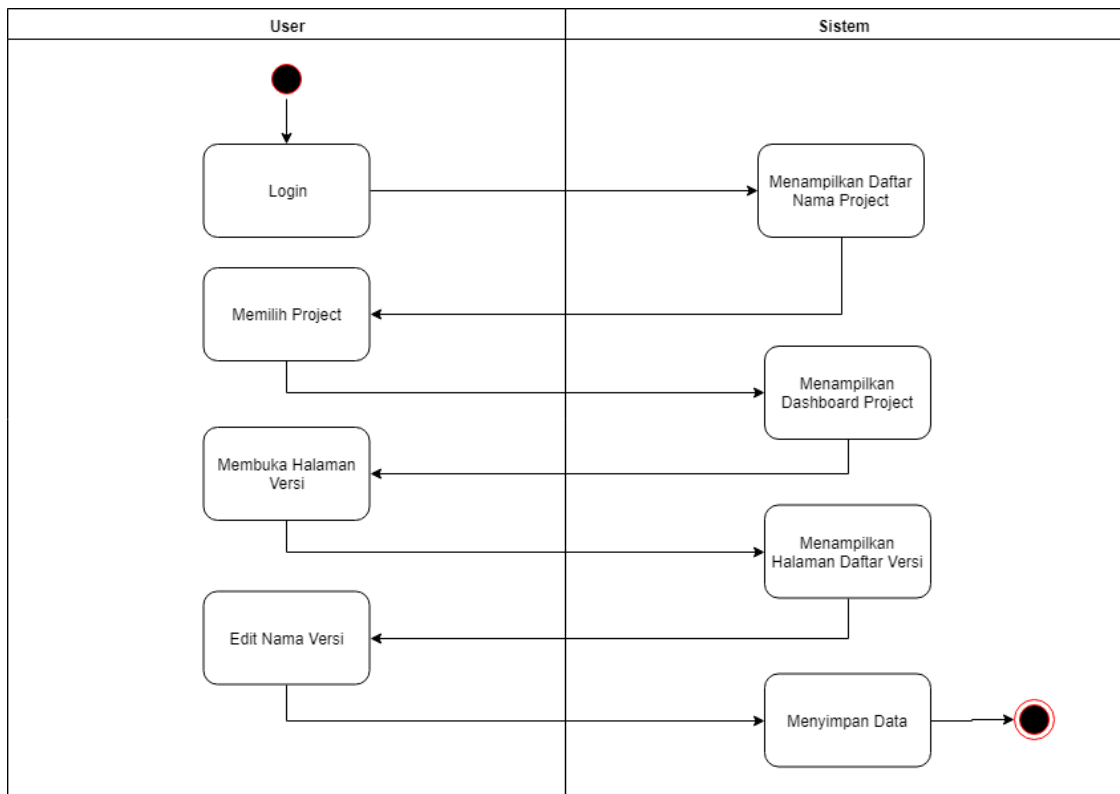 User
Sistem
Login
Menampilkan Daftar
Nama Project
Memilih Project
Menampilkan
Dashboard Project
Membuka Halaman
Versi
Menampilkan
Halaman Daftar Versi
Edit Nama Versi
Menyimpan Data